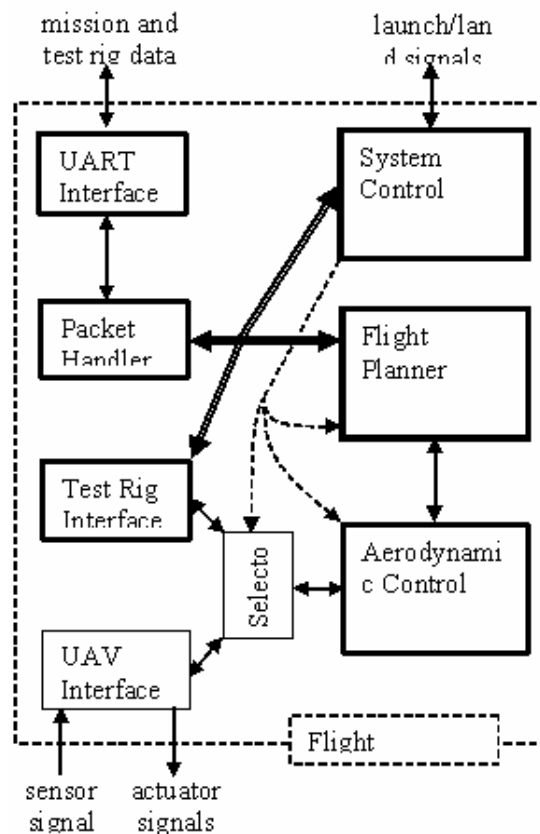 mission and
test rig data
launch/lan
d signals
UART
Interface
System
Control
Packet
Handler
Flight
Planner
Test Rig
Interface
Selecto
Aerodynami
c Control
UAV
Interface
Flight
sensor
signal
actuator
signals